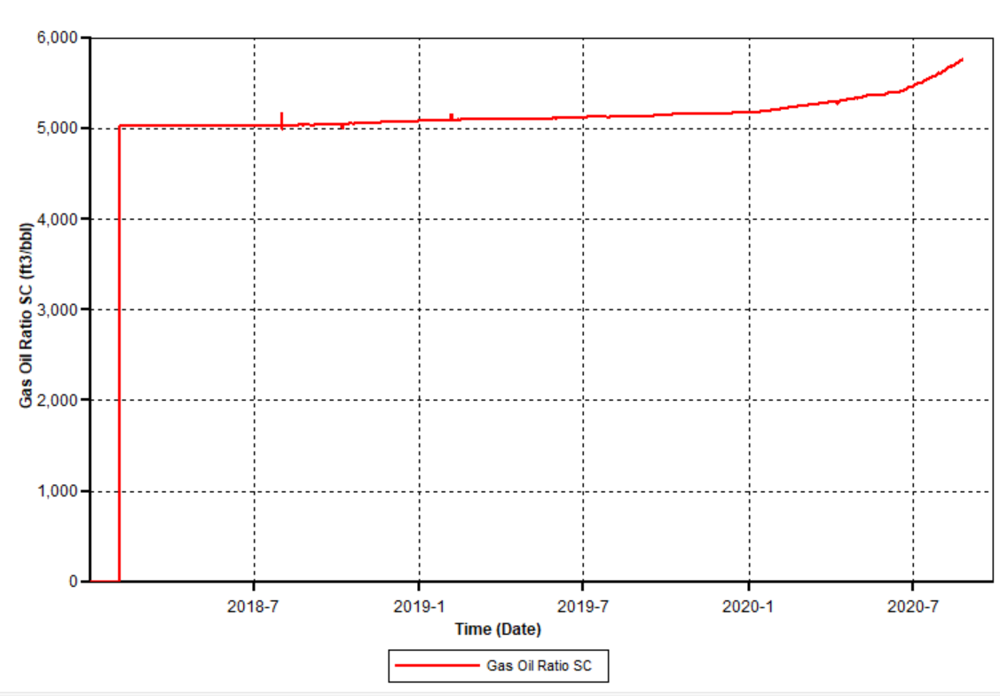 6,000
5,000
4,000
3,000
2,000
1,000
0
Gas Oil Ratio SC (ft3/bbl)
2018-7 2019-1 2019-7 2020-1 2020-7
Time (Date)
Gas Oil Ratio SC